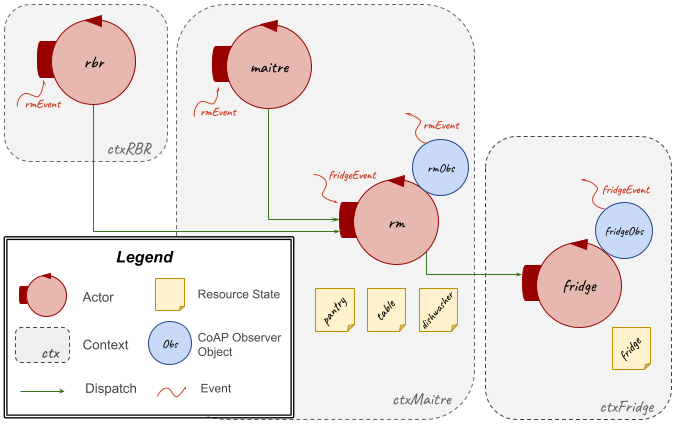 rbr
rmEvent
ctxRBR
maitre
rmEvent
rmEvent
rmObs
fridgeEvent
rm
pantry
table
dishwasher
ctxMaitre
fridgeEvent
fridgeObs
fridge
fridge
ctxFridge
Legend
Actor
Resource State
ctx
Context
Obs
CoAP Observer
Object
Dispatch
Event